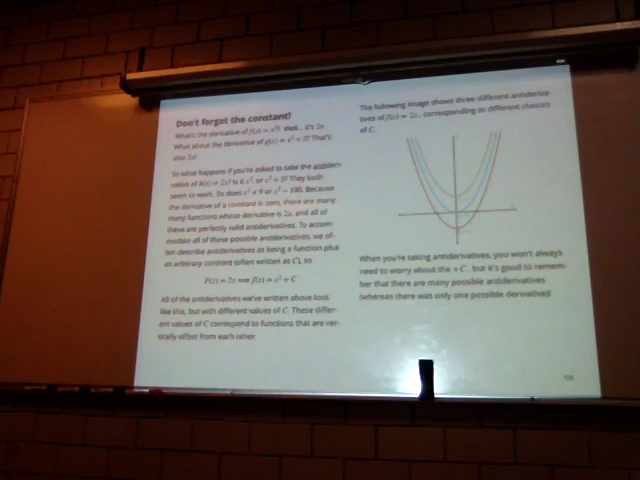 Don't forget the constant!
What's the derivative of f(x) = x²? Well... it's 2x.
What about the derivative of g(x) = x² + 5? That's
also 2x!
So what happens if you're asked to take the antideri-
vative of h(x) = 2x? Is it x², or x² + 5? They both
seem to work. So does x² + 9 or x² − 100. Because
the derivative of a constant is zero, there are many
many functions whose derivative is 2x, and all of
these are perfectly valid antiderivatives. To accom-
modate all of these possible antiderivatives, we of-
ten describe antiderivatives as being a function plus
an arbitrary constant (often written as C), so
= 2x ⟹ f(x) = x² + C
All of the antiderivatives we've written above look
like this, but with different values of C. These differ-
ent values of C correspond to functions that are ver-
tically offset from each other.
The following image shows three different antideriva-
tives of f(x) = 2x, corresponding to different choices
of C.
When you're taking antiderivatives, you won't always
need to worry about the +C, but it's good to remem-
ber that there are many possible antiderivatives
(whereas there was only one possible derivative)!